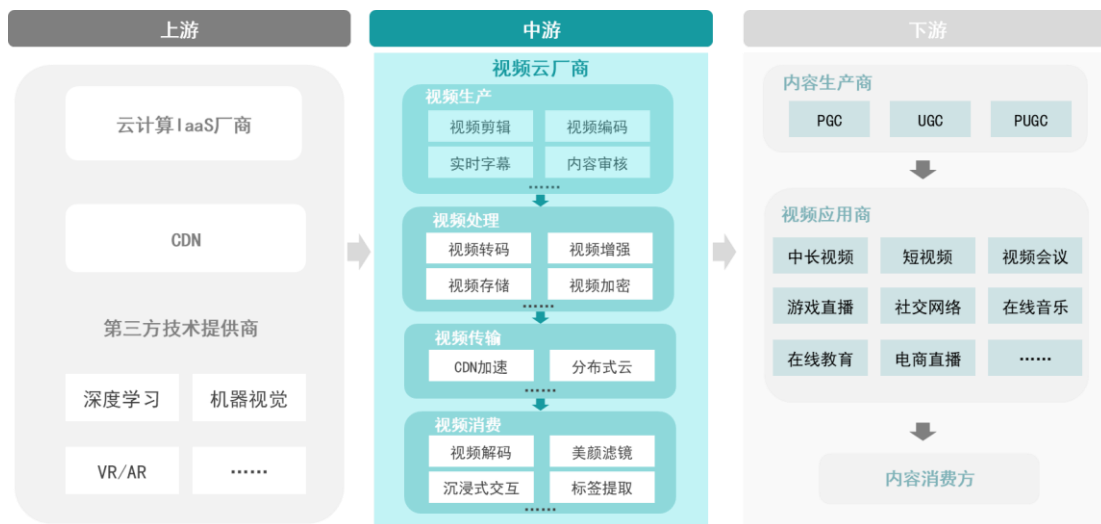 上游
云计算IaaS厂商
CDN
第三方技术提供商
深度学习 机器视觉
VR/AR ……
中游
视频云厂商
视频生产
视频剪辑 视频编码
实时字幕 内容审核
……
视频处理
视频转码 视频增强
视频存储 视频加密
……
视频传输
CDN加速 分布式云
……
视频消费
视频解码 美颜滤镜
沉浸式交互 标签提取
……
下游
内容生产商
PGC UGC PUGC
视频应用商
中长视频 短视频 视频会议
游戏直播 社交网络 在线音乐
在线教育 电商直播 ……
内容消费方